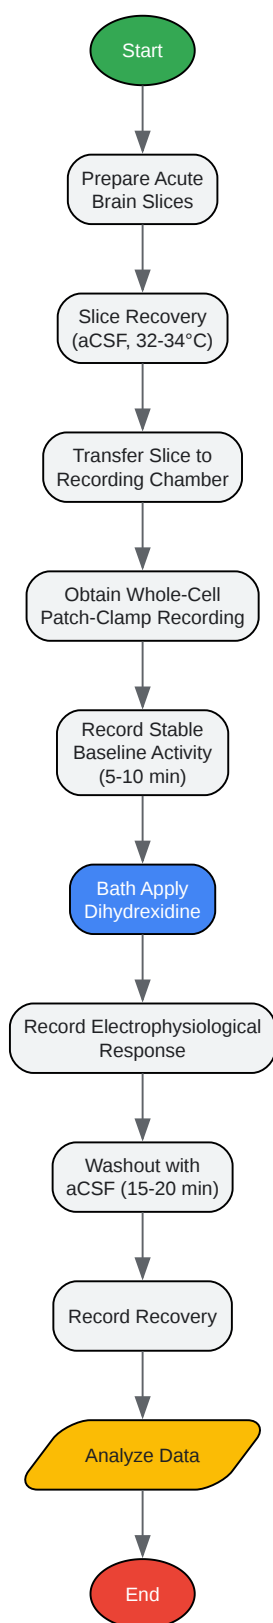 Start
Prepare Acute
Brain Slices
Slice Recovery
(aCSF, 32-34°C)
Transfer Slice to
Recording Chamber
Obtain Whole-Cell
Patch-Clamp Recording
Record Stable
Baseline Activity
(5-10 min)
Bath Apply
Dihydrexidine
Record Electrophysiological
Response
Washout with
aCSF (15-20 min)
Record Recovery
Analyze Data
End